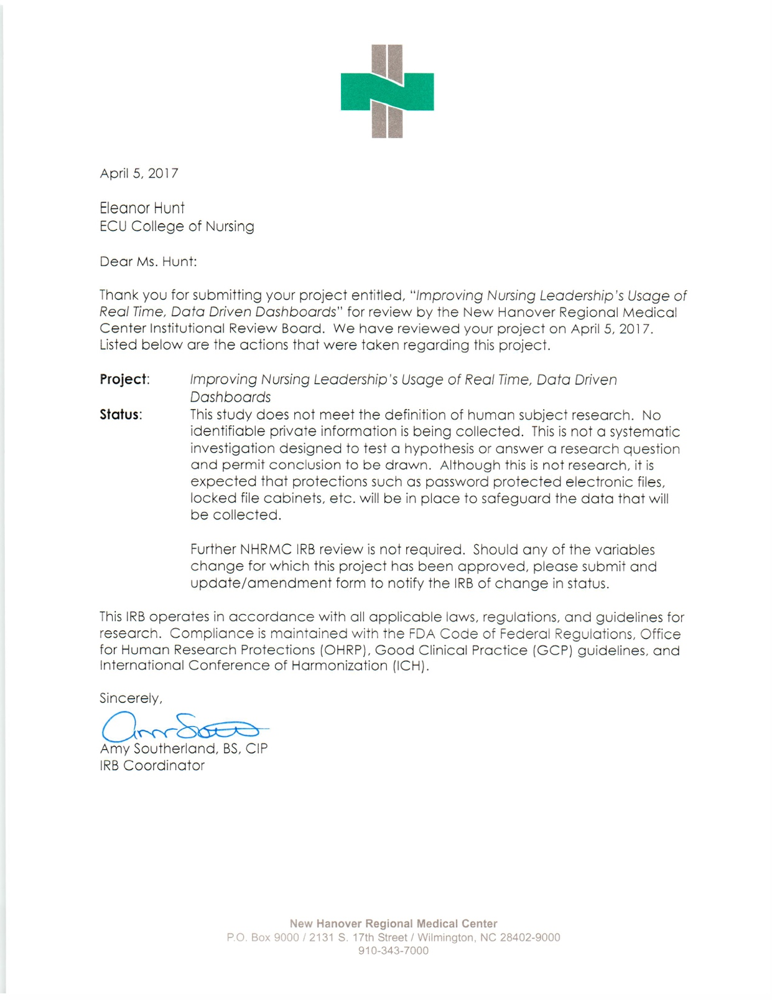 April 5, 2017
Eleanor Hunt
ECU College of Nursing
Dear Ms. Hunt:
Thank you for submitting your project entitled, “Improving Nursing Leadership's Usage of
Real Time, Data Driven Dashboards” for review by the New Hanover Regional Medical
Center Institutional Review Board. We have reviewed your project on April 5, 2017.
Listed below are the actions that were taken regarding this project.
Project: Improving Nursing Leadership's Usage of Real Time, Data Driven
Dashboards
Status: This study does not meet the definition of human subject research. No
identifiable private information is being collected. This is not a systematic
investigation designed to test a hypothesis or answer a research question
and permit conclusion to be drawn. Although this is not research, it is
expected that protections such as password protected electronic files,
locked file cabinets, etc. will be in place to safeguard the data that will
be collected.
Further NHRMC IRB review is not required. Should any of the variables
change for which this project has been approved, please submit and
update/amendment form to notify the IRB of change in status.
This IRB operates in accordance with all applicable laws, regulations, and guidelines for
research. Compliance is maintained with the FDA Code of Federal Regulations, Office
for Human Research Protections (OHRP), Good Clinical Practice (GCP) guidelines, and
International Conference of Harmonization (ICH).
Sincerely,
Amy Southerland, BS, CIP
IRB Coordinator
New Hanover Regional Medical Center
P.O. Box 9000 / 2131 S. 17th Street / Wilmington, NC 28402-9000
910-343-7000